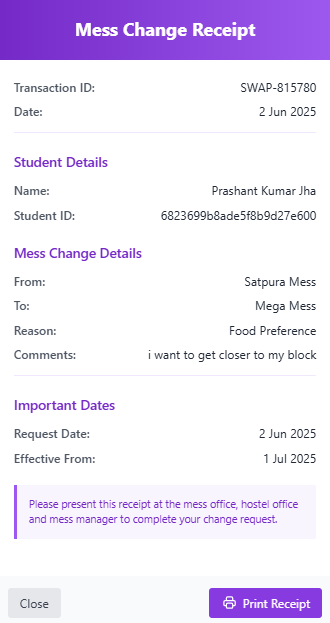 Mess Change Receipt
Transaction ID: SWAP-815780
Date: 2 Jun 2025
Student Details
Name: Prashant Kumar Jha
Student ID: 6823699b8ade5f8b9d27e600
Mess Change Details
From: Satpura Mess
To: Mega Mess
Reason: Food Preference
Comments: i want to get closer to my block
Important Dates
Request Date: 2 Jun 2025
Effective From: 1 Jul 2025
Please present this receipt at the mess office, hostel office
and mess manager to complete your change request.
Close Print Receipt